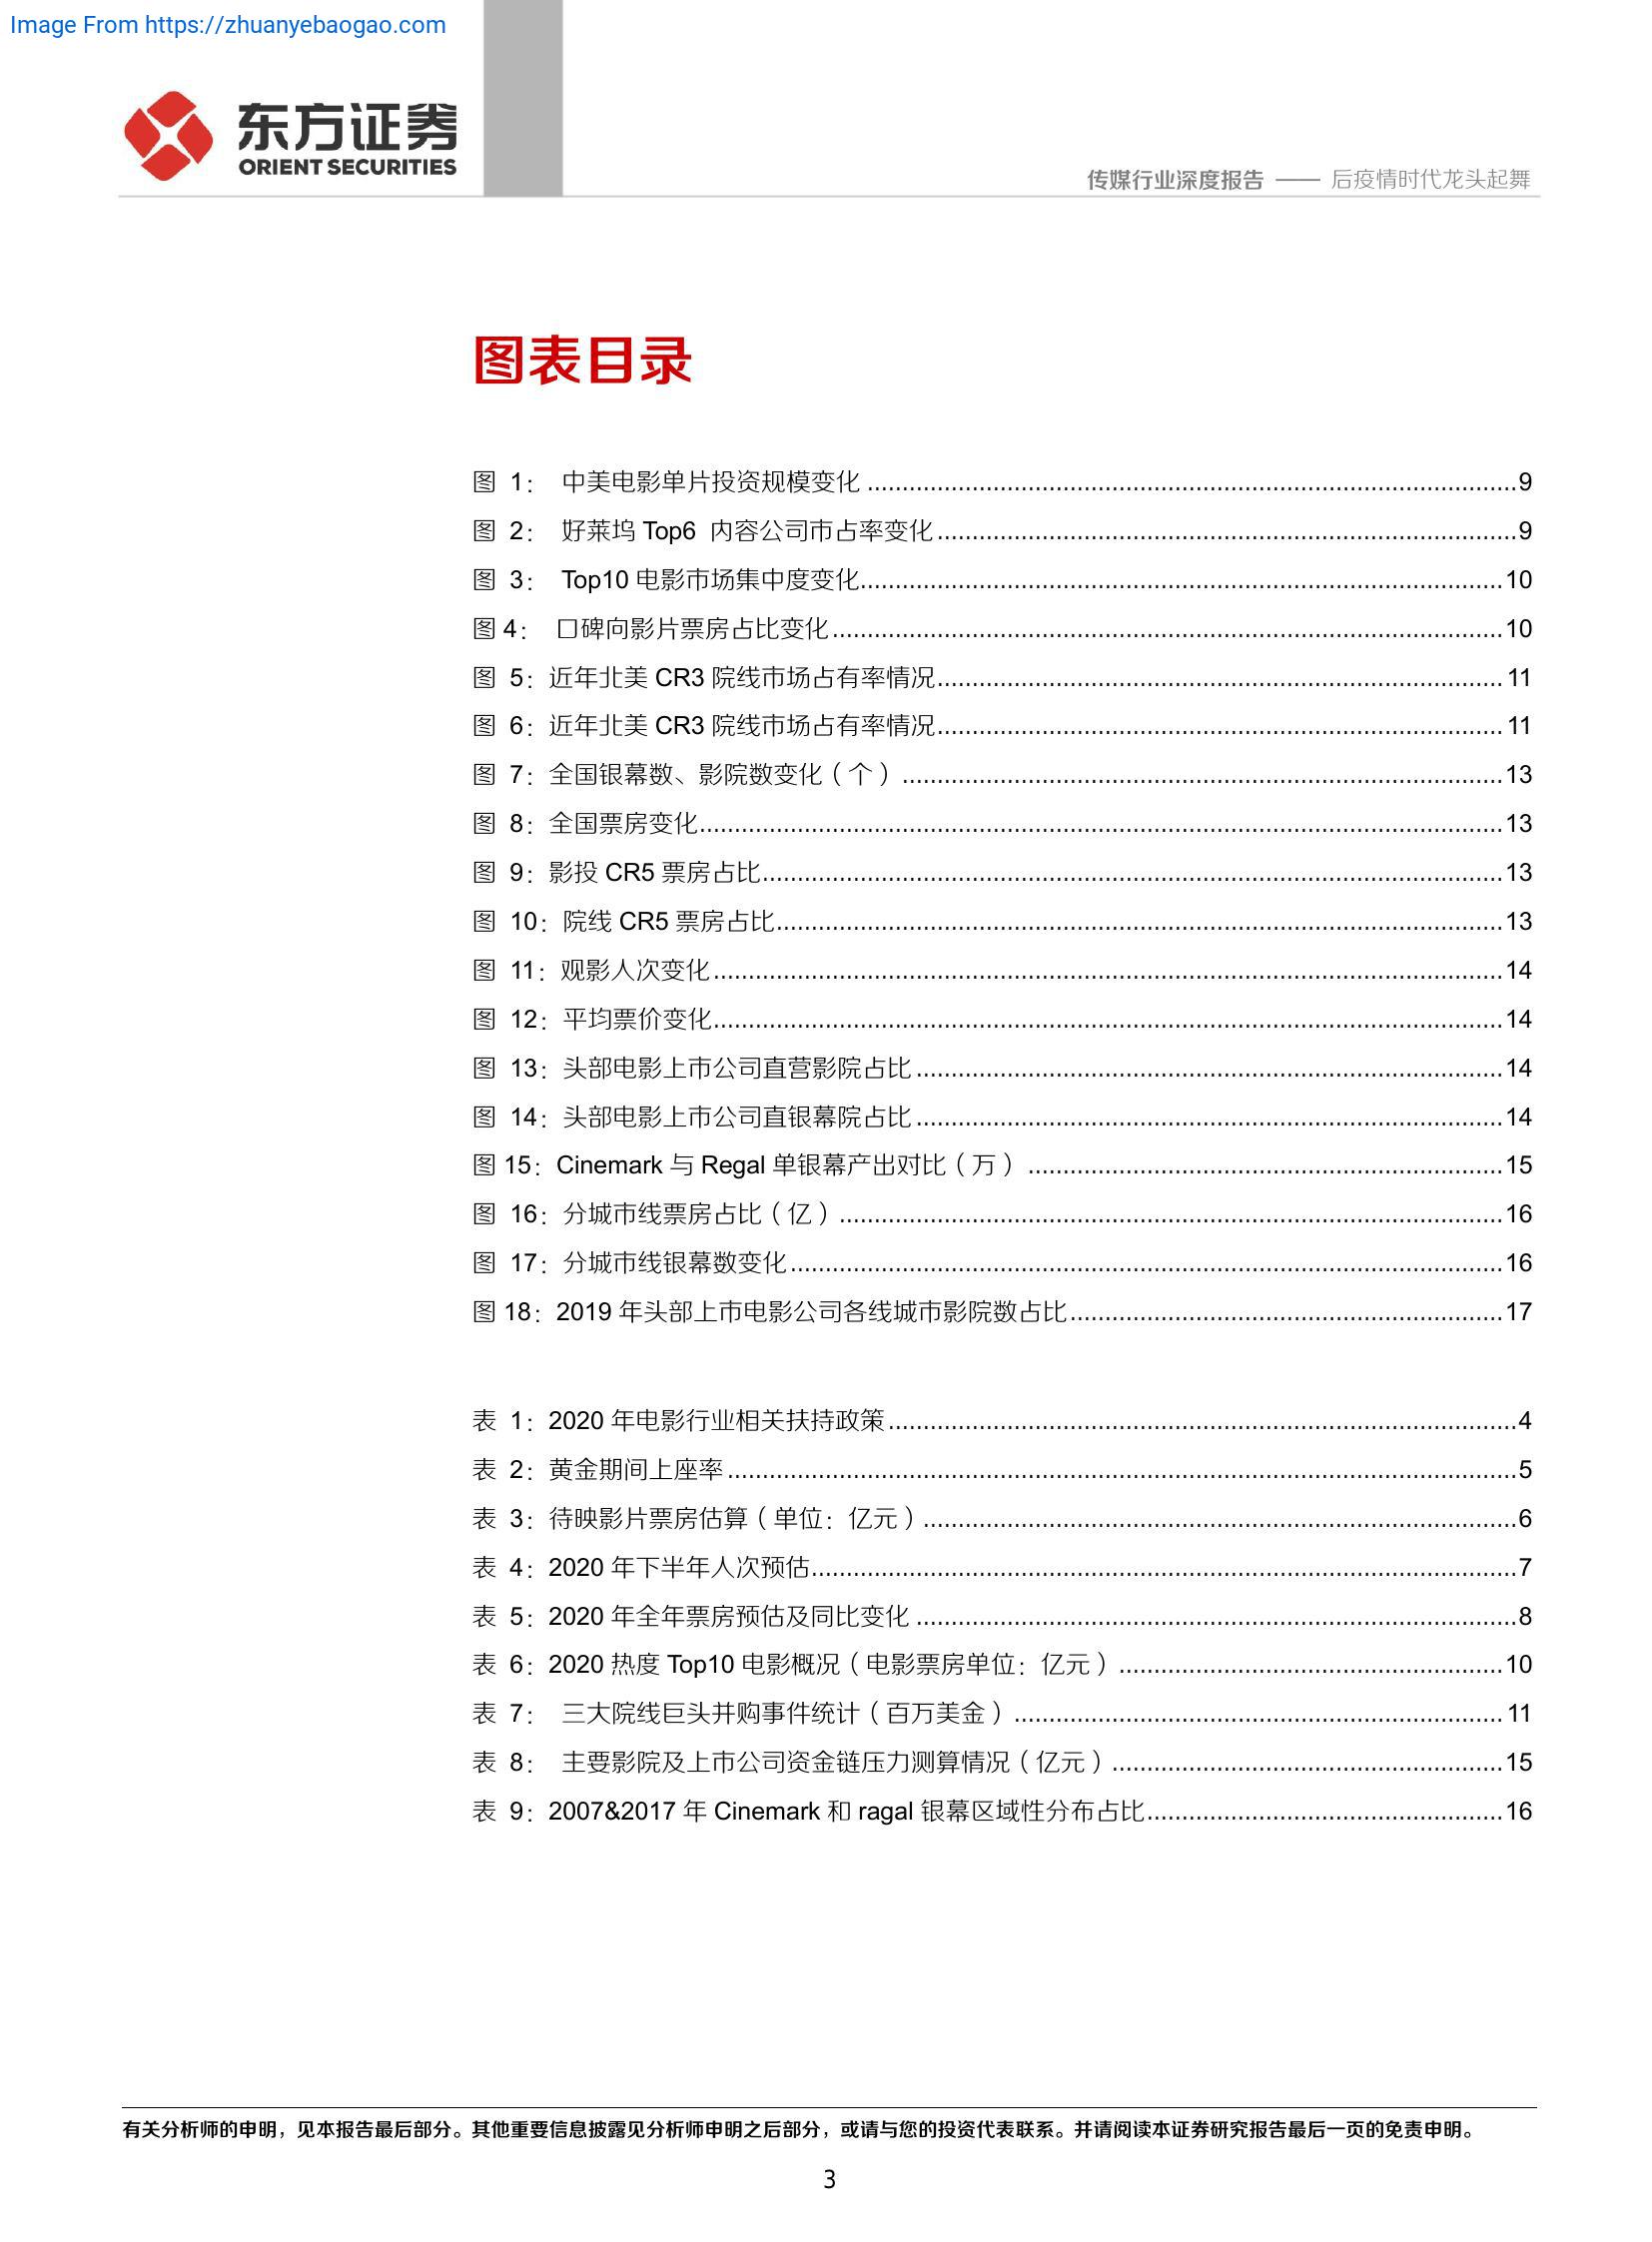 Image From https://zhuanyebaogao.com
东方证券
ORIENT SECURITIES
传媒行业深度报告 —— 后疫情时代龙头起舞
图表目录
图 1： 中美电影单片投资规模变化 ........ 9
图 2： 好莱坞 Top6 内容公司市占率变化 ........ 9
图 3： Top10 电影市场集中度变化 ........ 10
图 4： 口碑向影片票房占比变化 ........ 10
图 5：近年北美 CR3 院线市场占有率情况 ........ 11
图 6：近年北美 CR3 院线市场占有率情况 ........ 11
图 7：全国银幕数、影院数变化（个） ........ 13
图 8：全国票房变化 ........ 13
图 9：影投 CR5 票房占比 ........ 13
图 10：院线 CR5 票房占比 ........ 13
图 11：观影人次变化 ........ 14
图 12：平均票价变化 ........ 14
图 13：头部电影上市公司直营影院占比 ........ 14
图 14：头部电影上市公司直银幕院占比 ........ 14
图 15：Cinemark 与 Regal 单银幕产出对比（万） ........ 15
图 16：分城市线票房占比（亿） ........ 16
图 17：分城市线银幕数变化 ........ 16
图 18：2019 年头部上市电影公司各线城市影院数占比 ........ 17
表 1：2020 年电影行业相关扶持政策 ........ 4
表 2：黄金期间上座率 ........ 5
表 3：待映影片票房估算（单位：亿元） ........ 6
表 4：2020 年下半年人次预估 ........ 7
表 5：2020 年全年票房预估及同比变化 ........ 8
表 6：2020 热度 Top10 电影概况（电影票房单位：亿元） ........ 10
表 7： 三大院线巨头并购事件统计（百万美金） ........ 11
表 8： 主要影院及上市公司资金链压力测算情况（亿元） ........ 15
表 9：2007&2017 年 Cinemark 和 ragal 银幕区域性分布占比 ........ 16
有关分析师的申明，见本报告最后部分。其他重要信息披露见分析师申明之后部分，或请与您的投资代表联系。并请阅读本证券研究报告最后一页的免责申明。
3